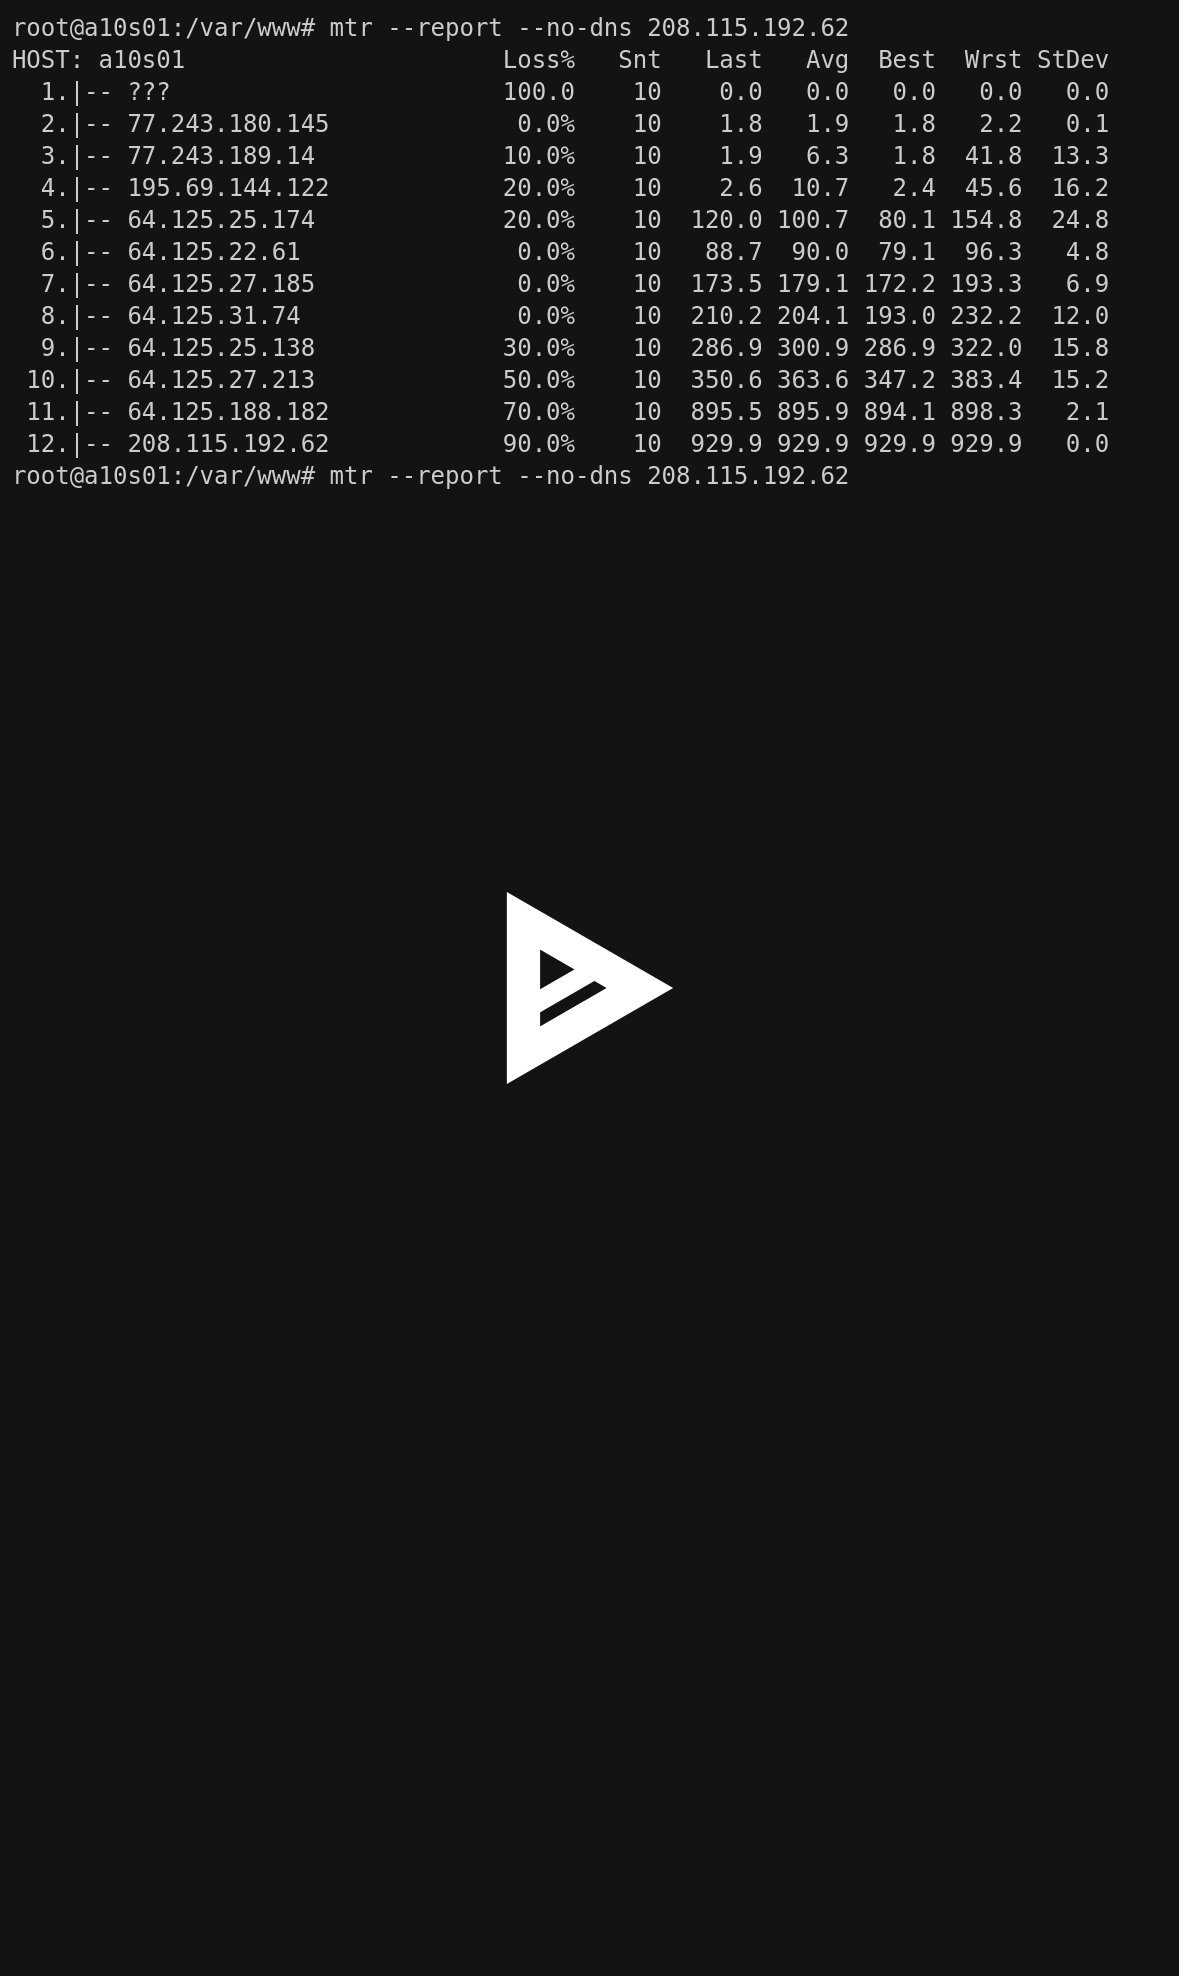 root@a10s01:/var/www# mtr --report --no-dns 208.115.192.62
HOST: a10s01                      Loss%   Snt   Last   Avg  Best  Wrst StDev
  1.|-- ???                       100.0    10    0.0   0.0   0.0   0.0   0.0
  2.|-- 77.243.180.145             0.0%    10    1.8   1.9   1.8   2.2   0.1
  3.|-- 77.243.189.14             10.0%    10    1.9   6.3   1.8  41.8  13.3
  4.|-- 195.69.144.122            20.0%    10    2.6  10.7   2.4  45.6  16.2
  5.|-- 64.125.25.174             20.0%    10  120.0 100.7  80.1 154.8  24.8
  6.|-- 64.125.22.61               0.0%    10   88.7  90.0  79.1  96.3   4.8
  7.|-- 64.125.27.185              0.0%    10  173.5 179.1 172.2 193.3   6.9
  8.|-- 64.125.31.74               0.0%    10  210.2 204.1 193.0 232.2  12.0
  9.|-- 64.125.25.138             30.0%    10  286.9 300.9 286.9 322.0  15.8
 10.|-- 64.125.27.213             50.0%    10  350.6 363.6 347.2 383.4  15.2
 11.|-- 64.125.188.182            70.0%    10  895.5 895.9 894.1 898.3   2.1
 12.|-- 208.115.192.62            90.0%    10  929.9 929.9 929.9 929.9   0.0
root@a10s01:/var/www# mtr --report --no-dns 208.115.192.62